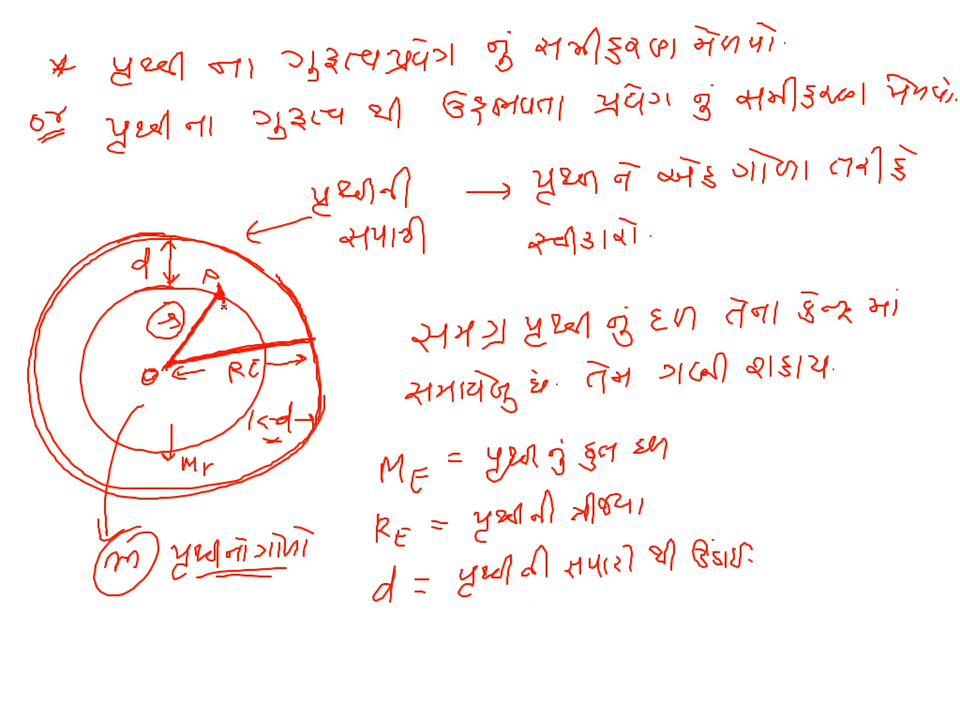 * પૃથ્વી ના ગુરૂત્વપ્રવેગ નું સમીકરણ મેળવો.
or પૃથ્વી ના ગુરૂત્વ થી ઉદ્દભવતા પ્રવેગ નું સમીકરણ મેળવો.
પૃથ્વીની → પૃથ્વી ને એક ગોળા તરીકે
સપાટી સ્વીકારો.
d
P
r
સમગ્ર પૃથ્વી નું દળ તેના કેન્દ્ર માં
O ← RE →
સમાયેલું છે. તેમ ગણી શકાય.
←d→
Mr
ME = પૃથ્વી નું કુલ દળ
RE = પૃથ્વી ની ત્રીજ્યા
પૃથ્વીનો ગોળો
d = પૃથ્વી ની સપાટી થી ઉંડાઈ.